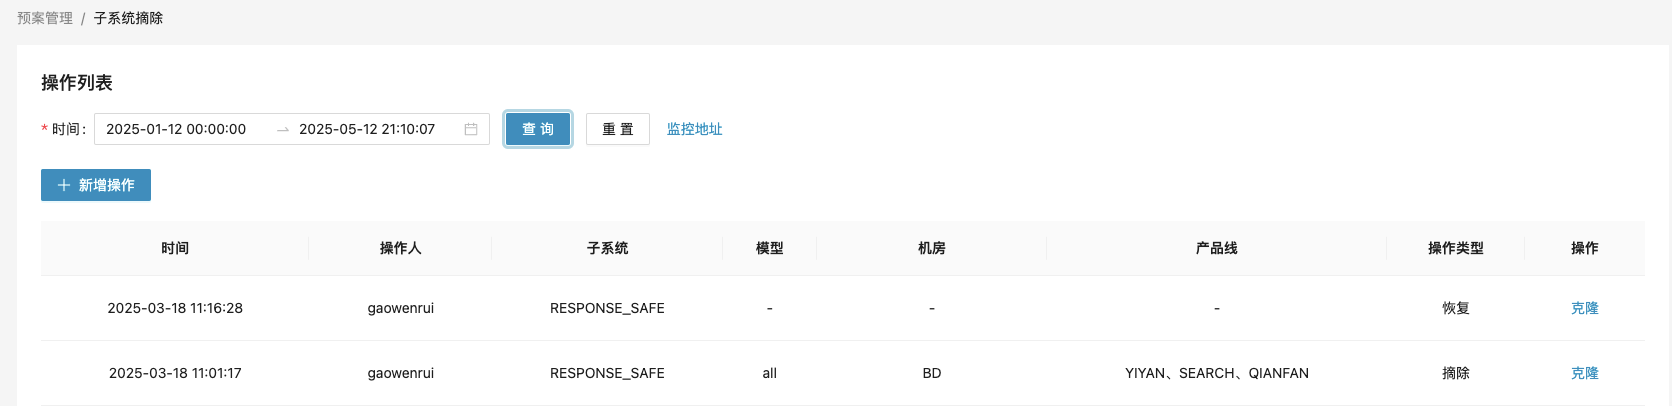 预案管理 / 子系统摘除
操作列表
* 时间: 2025-01-12 00:00:00 → 2025-05-12 21:10:07 查 询 重 置 监控地址
+ 新增操作
时间 操作人 子系统 模型 机房 产品线 操作类型 操作
2025-03-18 11:16:28 gaowenrui RESPONSE_SAFE - - - 恢复 克隆
2025-03-18 11:01:17 gaowenrui RESPONSE_SAFE all BD YIYAN、SEARCH、QIANFAN 摘除 克隆